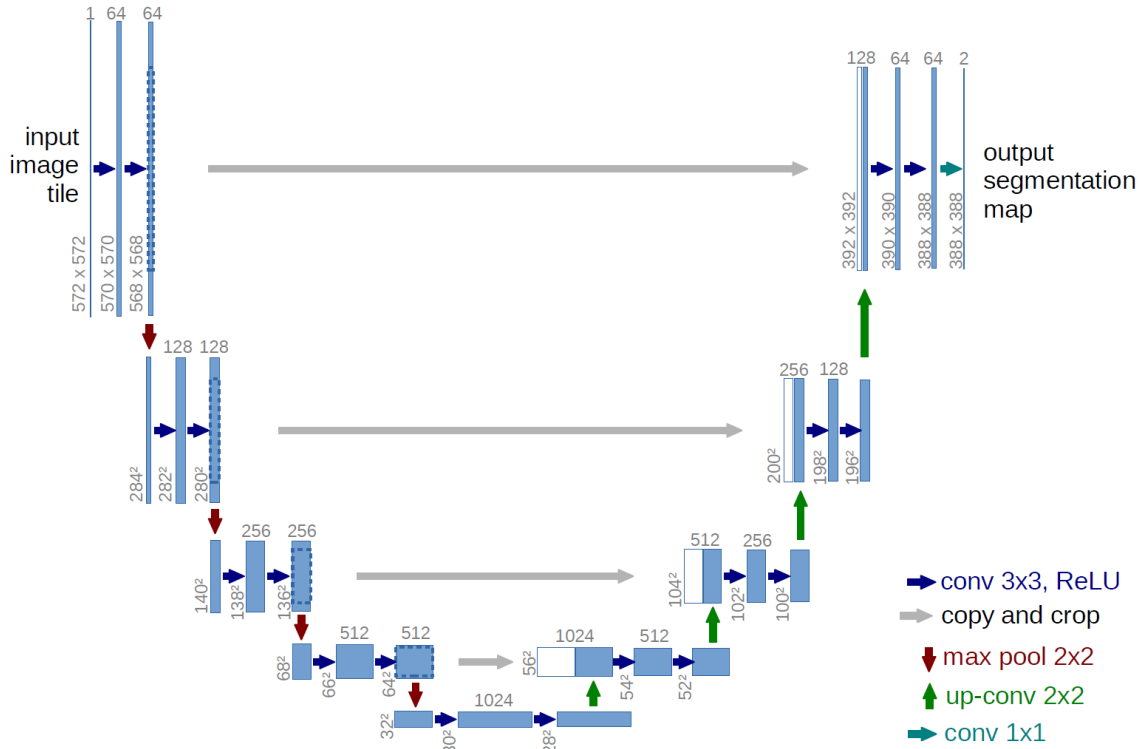 1 64 64
128 64 64 2
input
image
tile
output
segmentation
map
572 x 572
570 x 570
568 x 568
392 x 392
390 x 390
388 x 388
388 x 388
128 128
256 128
284²
282²
280²
200²
198²
196²
256 256
512 256
140²
138²
136²
104²
102²
100²
512 512
1024 512
68²
66²
64²
56²
54²
52²
1024
32²
conv 3x3, ReLU
copy and crop
max pool 2x2
up-conv 2x2
conv 1x1